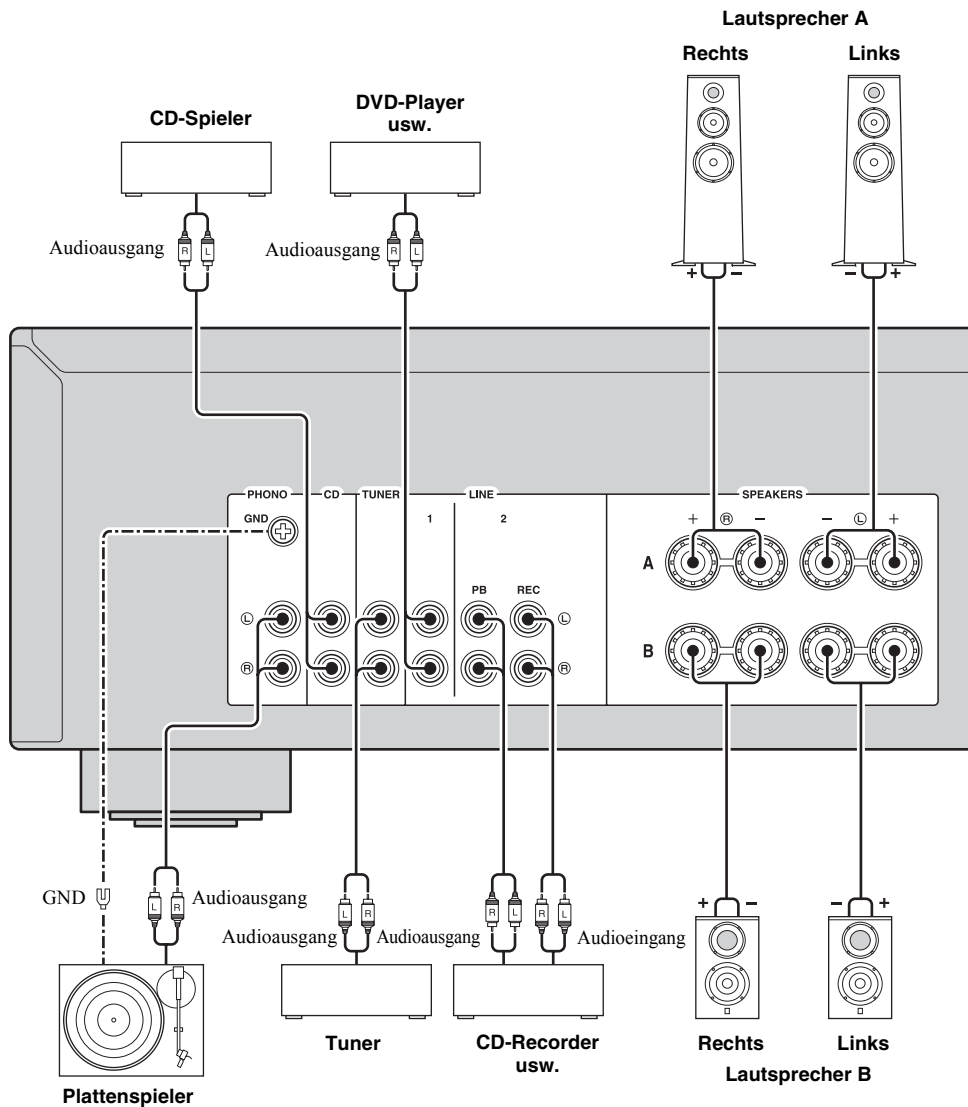 Lautsprecher A
Rechts Links
CD-Spieler
DVD-Player
usw.
Audioausgang R L
Audioausgang R L
+ − − +
PHONO CD TUNER LINE SPEAKERS
GND 1 2 + R − − L +
A
PB REC
L L
R R
B
GND L R Audioausgang
Audioausgang L R Audioausgang R L R L Audioeingang
+ − − +
Tuner
CD-Recorder
usw.
Rechts Links
Lautsprecher B
Plattenspieler